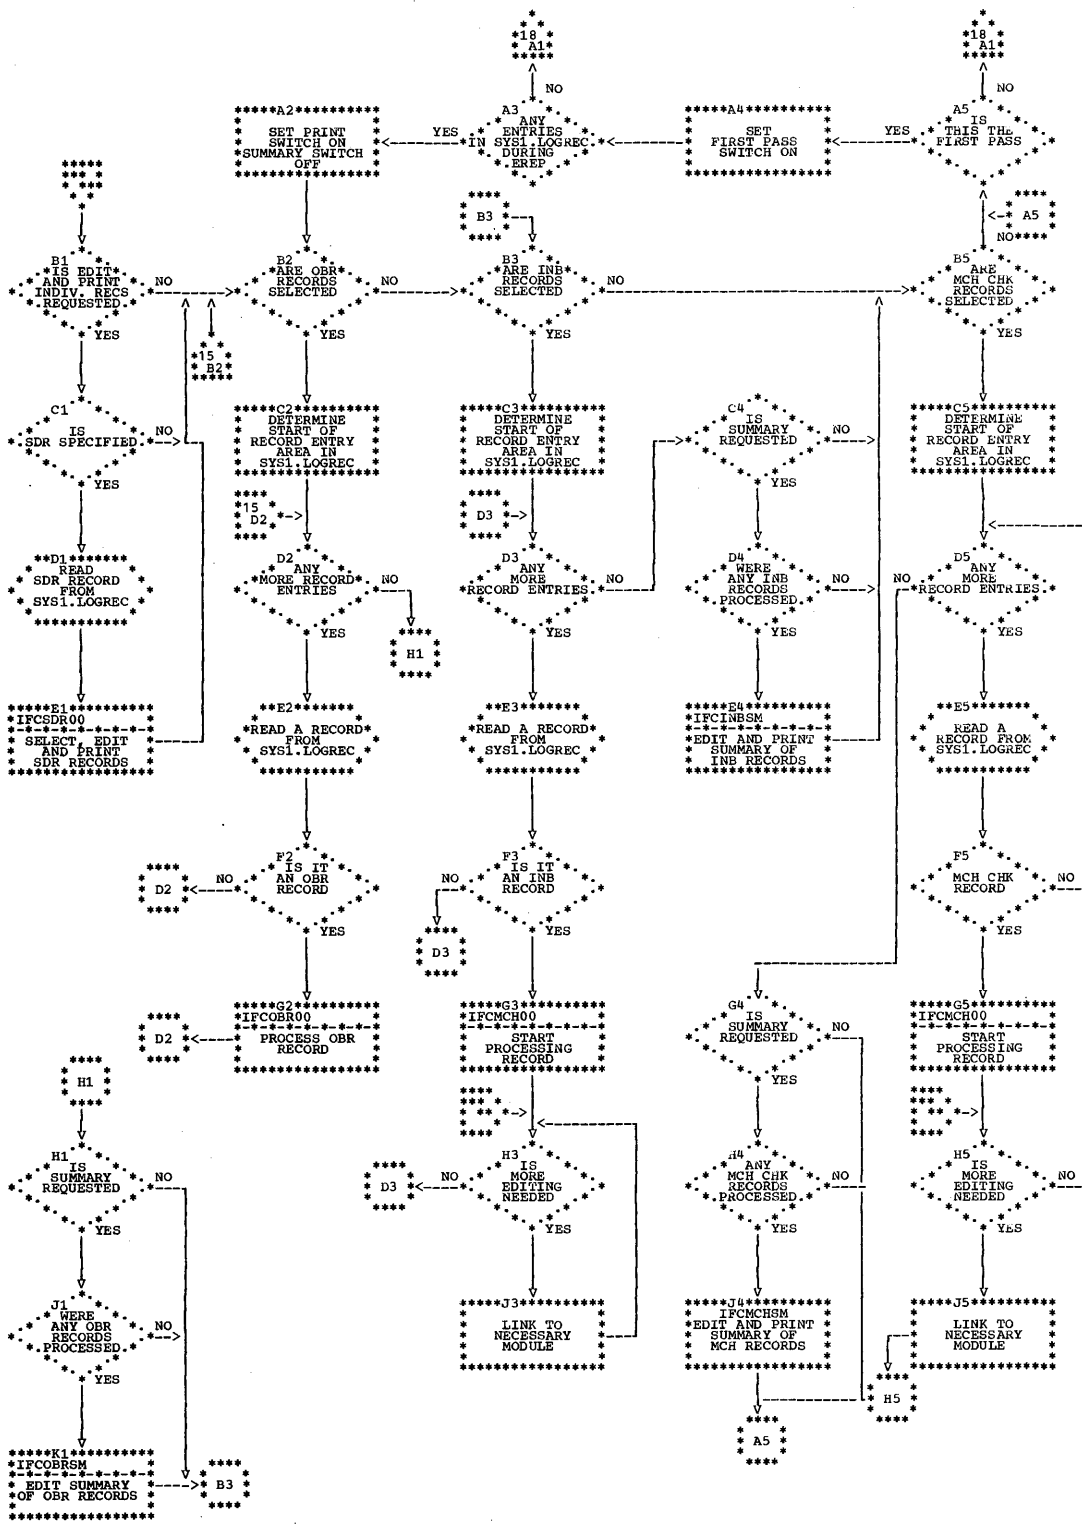 18
A1
18
A1
NO
NO
A2
SET PRINT
SWITCH ON
SUMMARY SWITCH
OFF
YES
A3
ANY
ENTRIES
IN SYS1.LOGREC
DURING
EREP
A4
SET
FIRST PASS
SWITCH ON
YES
A5
IS
THIS THE
FIRST PASS
B3
A5
NO
B1
IS EDIT
AND PRINT
INDIV. RECS
REQUESTED
NO
YES
B2
ARE OBR
RECORDS
SELECTED
NO
YES
B3
ARE INB
RECORDS
SELECTED
NO
YES
B5
ARE
MCH CHK
RECORDS
SELECTED
YES
15
B2
C1
IS
SDR SPECIFIED
NO
YES
C2
DETERMINE
START OF
RECORD ENTRY
AREA IN
SYS1.LOGREC
C3
DETERMINE
START OF
RECORD ENTRY
AREA IN
SYS1.LOGREC
C4
IS
SUMMARY
REQUESTED
NO
YES
C5
DETERMINE
START OF
RECORD ENTRY
AREA IN
SYS1.LOGREC
15
D2
D3
D1
READ
SDR RECORD
FROM
SYS1.LOGREC
D2
ANY
MORE RECORD
ENTRIES
NO
YES
H1
D3
ANY
MORE
RECORD ENTRIES
NO
YES
D4
WERE
ANY INB
RECORDS
PROCESSED
NO
YES
NO
D5
ANY
MORE
RECORD ENTRIES
YES
E1
IFCSDR00
SELECT, EDIT
AND PRINT
SDR RECORDS
E2
READ A RECORD
FROM
SYS1.LOGREC
E3
READ A RECORD
FROM
SYS1.LOGREC
E4
IFCINBSM
EDIT AND PRINT
SUMMARY OF
INB RECORDS
E5
READ A
RECORD FROM
SYS1.LOGREC
D2
NO
F2
IS IT
AN OBR
RECORD
YES
NO
D3
F3
IS IT
AN INB
RECORD
YES
F5
MCH CHK
RECORD
NO
YES
D2
G2
IFCOBR00
PROCESS OBR
RECORD
G3
IFCMCH00
START
PROCESSING
RECORD
G4
IS
SUMMARY
REQUESTED
NO
YES
G5
IFCMCH00
START
PROCESSING
RECORD
H1
H1
IS
SUMMARY
REQUESTED
NO
YES
D3
NO
H3
IS
MORE
EDITING
NEEDED
YES
H4
ANY
MCH CHK
RECORDS
PROCESSED
NO
YES
H5
IS
MORE
EDITING
NEEDED
NO
YES
J1
WERE
ANY OBR
RECORDS
PROCESSED
NO
YES
J3
LINK TO
NECESSARY
MODULE
J4
IFCMCHSM
EDIT AND PRINT
SUMMARY OF
MCH RECORDS
J5
LINK TO
NECESSARY
MODULE
H5
A5
K1
IFCOBRSM
EDIT SUMMARY
OF OBR RECORDS
B3